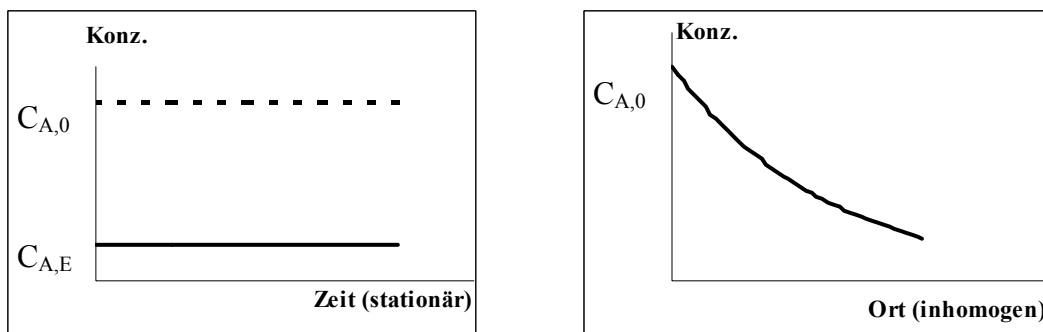 Konz.
C_A,0
C_A,E
Zeit (stationär)
Konz.
C_A,0
Ort (inhomogen)